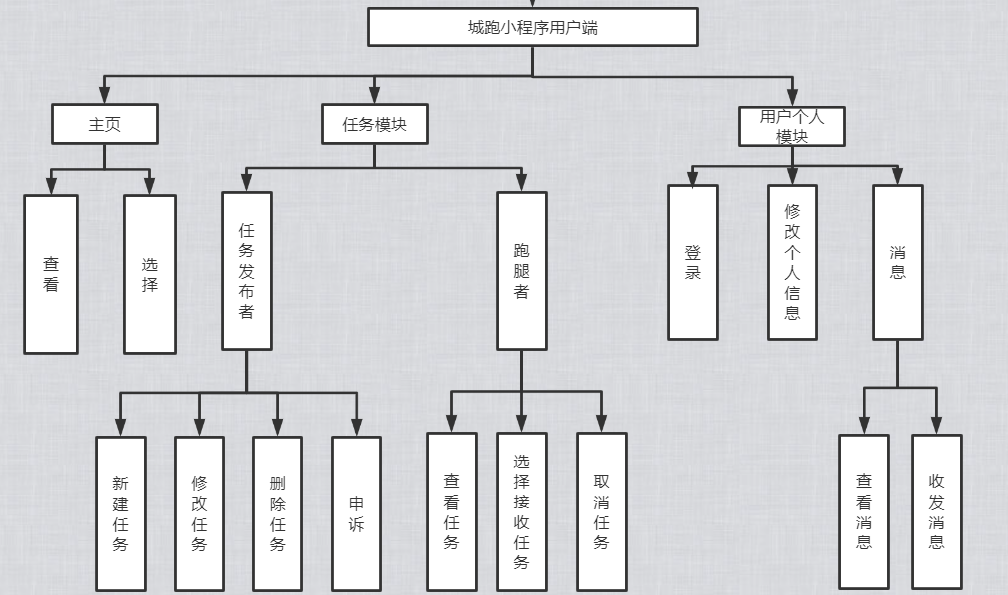 城跑小程序用户端
主页
任务模块
用户个人
模块
查看
选择
任务发布者
跑腿者
登录
修改个人信息
消息
新建任务
修改任务
删除任务
申诉
查看任务
选择接收任务
取消任务
查看消息
收发消息